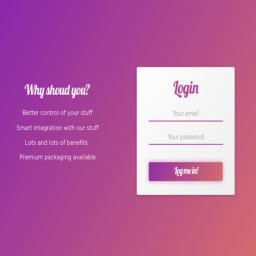 Why shoud you?
Better control of your stuff
Smart integration with our stuff
Lots and lots of benefits
Premium packaging available
Login
Your email
Your password
Log me in!